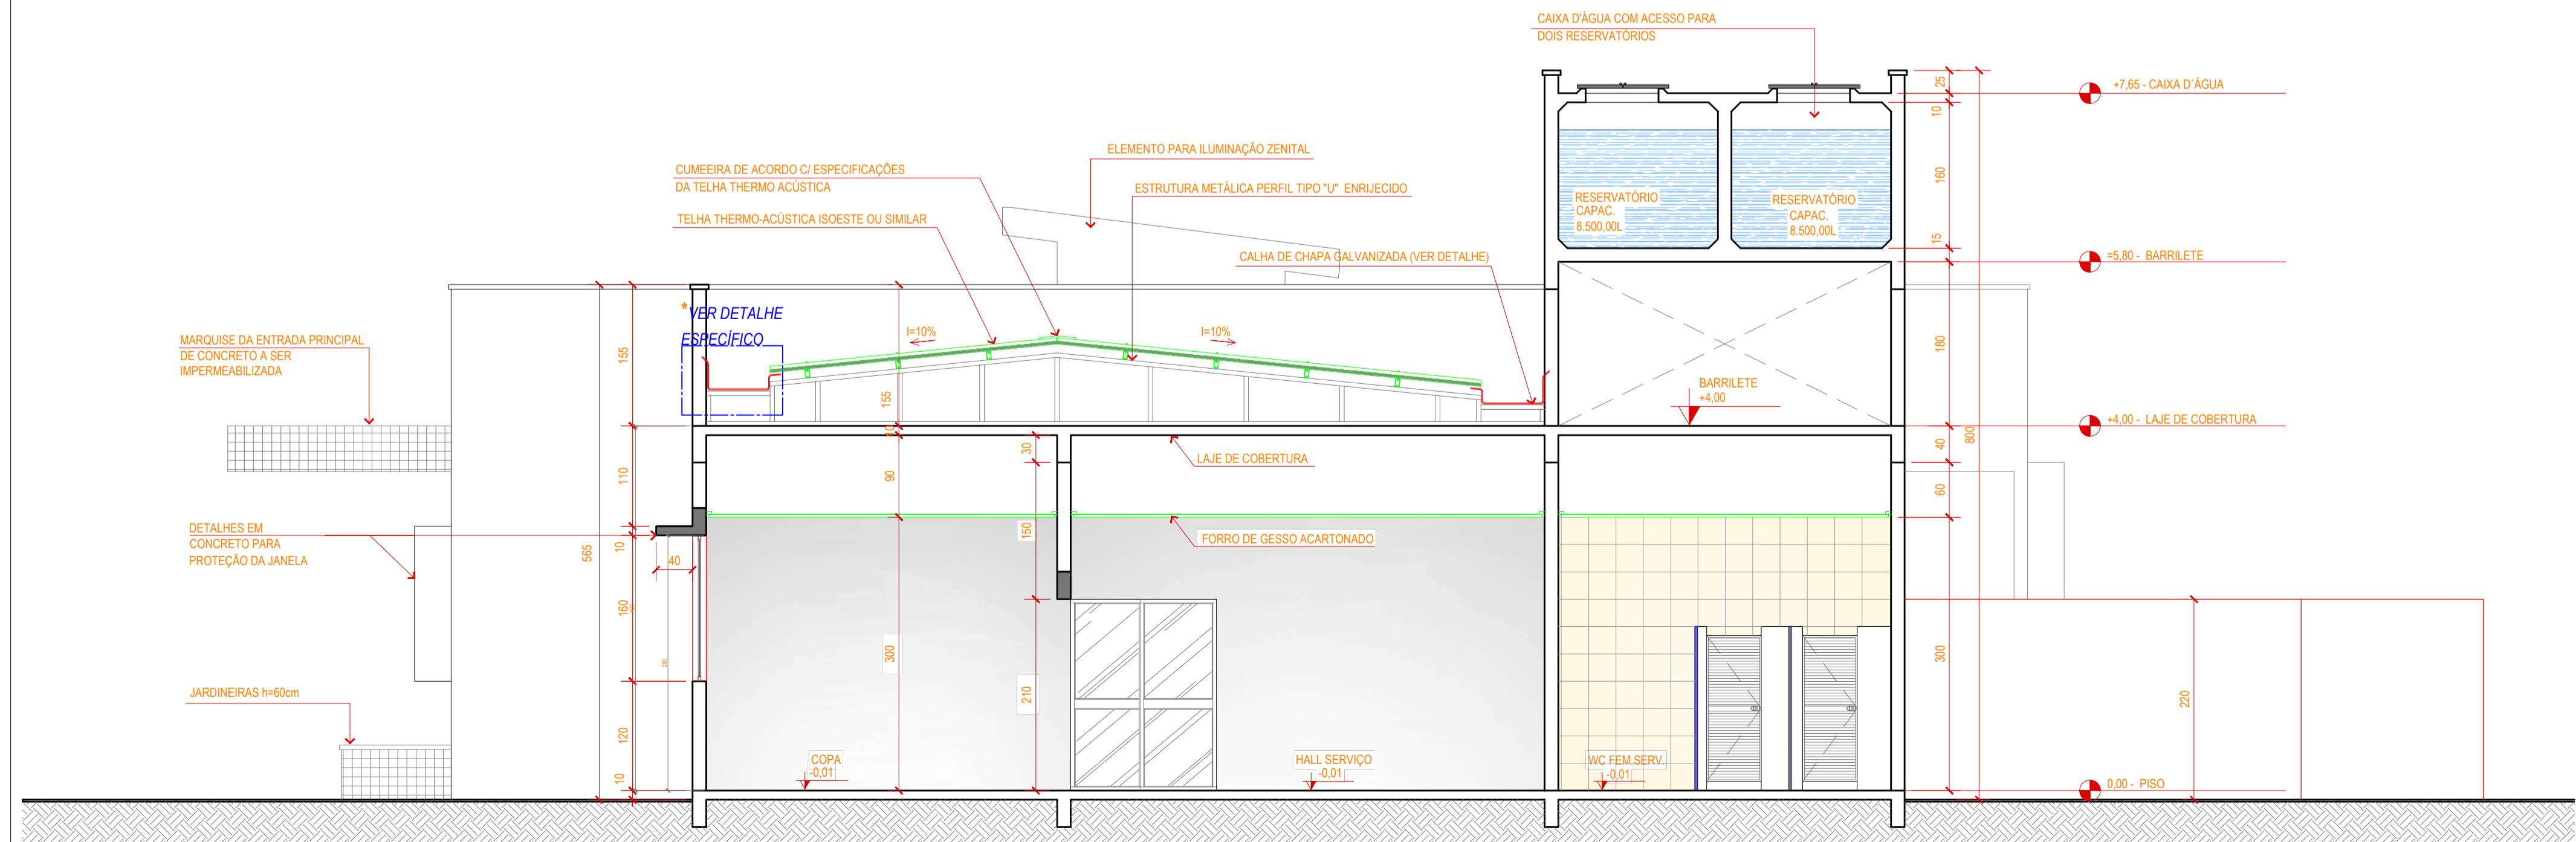 CAIXA D'ÁGUA COM ACESSO PARA
DOIS RESERVATÓRIOS
25
+7,65 - CAIXA D'ÁGUA
10
ELEMENTO PARA ILUMINAÇÃO ZENITAL
CUMEEIRA DE ACORDO C/ ESPECIFICAÇÕES
DA TELHA THERMO ACÚSTICA
ESTRUTURA METÁLICA PERFIL TIPO "U" ENRIJECIDO
160
RESERVATÓRIO
CAPAC.
8.500,00L
RESERVATÓRIO
CAPAC.
8.500,00L
TELHA THERMO-ACÚSTICA ISOESTE OU SIMILAR
15
CALHA DE CHAPA GALVANIZADA (VER DETALHE)
=5,80 - BARRILETE
*VER DETALHE
ESPECÍFICO
I=10%
I=10%
MARQUISE DA ENTRADA PRINCIPAL
DE CONCRETO A SER
IMPERMEABILIZADA
155
180
155
BARRILETE
+4,00
+4,00 - LAJE DE COBERTURA
10
800
40
30
LAJE DE COBERTURA
110
90
60
DETALHES EM
CONCRETO PARA
PROTEÇÃO DA JANELA
150
FORRO DE GESSO ACARTONADO
565
10
40
160
300
300
280
JARDINEIRAS h=60cm
210
220
120
COPA
-0,01
HALL SERVIÇO
-0,01
WC FEM.SERV.
-0,01
10
0,00 - PISO